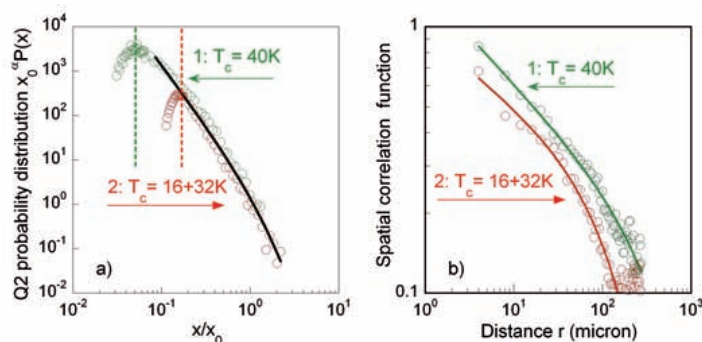 Q2 probability distribution x₀^αP(x)
10⁴
10³
10²
10¹
10⁰
10⁻¹
10⁻²
10⁻²
10⁻¹
10⁰
10¹
x/x₀
1: T_c = 40K
2: T_c = 16+32K
a)
Spatial correlation function
1
0.1
10⁰
10¹
10²
10³
Distance r (micron)
1: T_c = 40K
2: T_c = 16+32K
b)